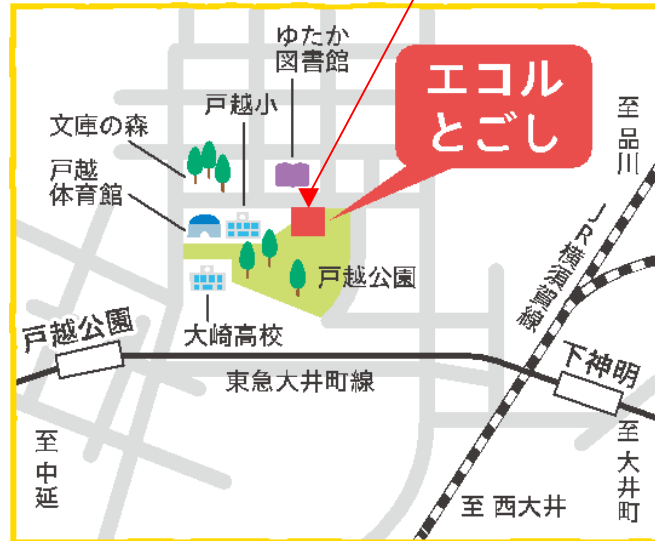 ゆたか
図書館
エコル
とごし
戸越小
文庫の森
戸越
体育館
至 品川
JR横須賀線
戸越公園
大崎高校
戸越公園
下神明
東急大井町線
至 中延
至 西大井
至 大井町